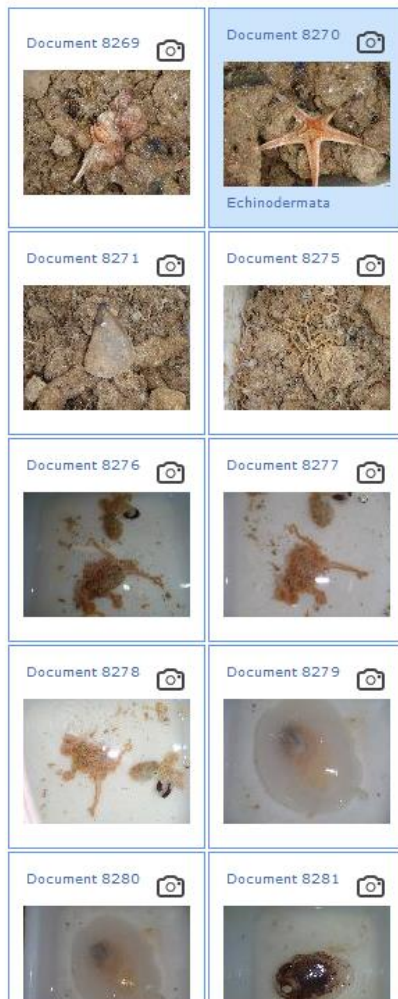 Document 8269
Document 8270
Echinodermata
Document 8271
Document 8275
Document 8276
Document 8277
Document 8278
Document 8279
Document 8280
Document 8281